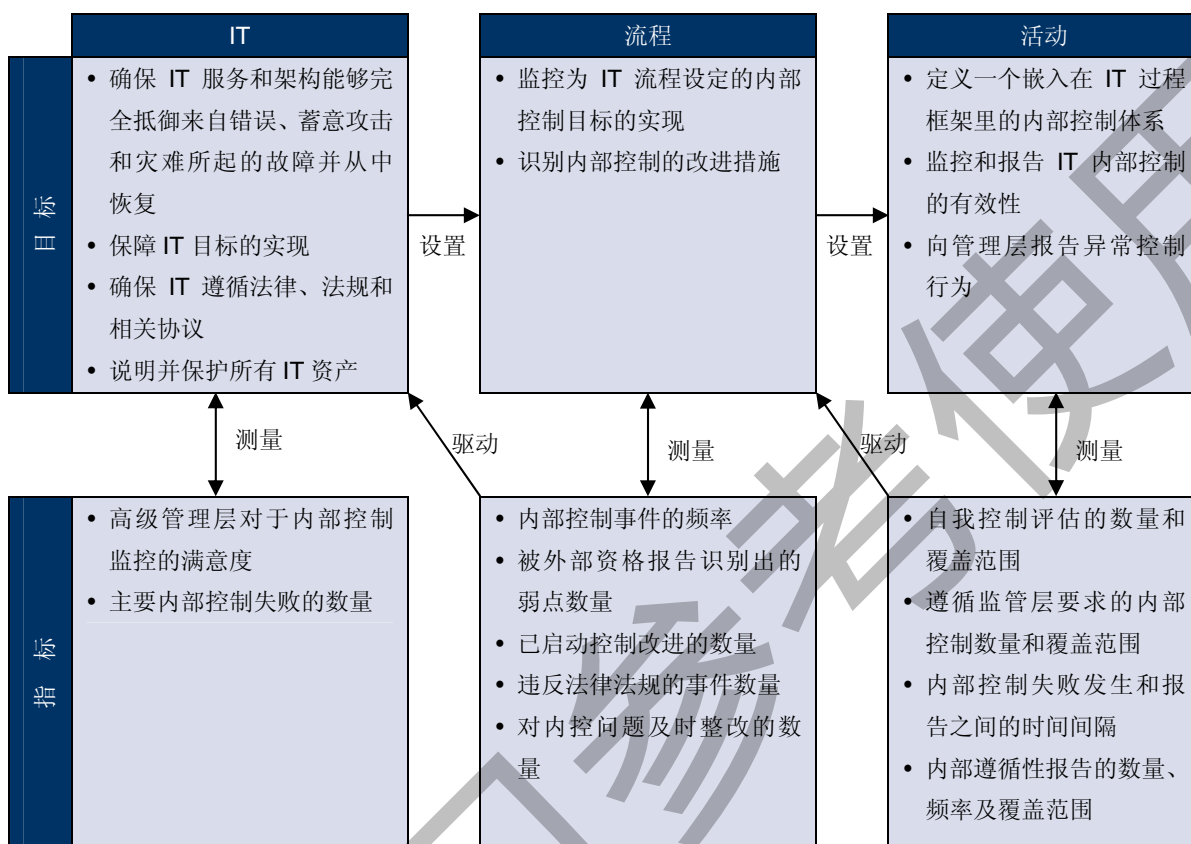 IT
流程
活动
目标
• 确保 IT 服务和架构能够完
全抵御来自错误、蓄意攻击
和灾难所起的故障并从中
恢复
• 保障 IT 目标的实现
• 确保 IT 遵循法律、法规和
相关协议
• 说明并保护所有 IT 资产
设置
• 监控为 IT 流程设定的内部
控制目标的实现
• 识别内部控制的改进措施
设置
• 定义一个嵌入在 IT 过程
框架里的内部控制体系
• 监控和报告 IT 内部控制
的有效性
• 向管理层报告异常控制
行为
测量
驱动
测量
驱动
测量
指标
• 高级管理层对于内部控制
监控的满意度
• 主要内部控制失败的数量
• 内部控制事件的频率
• 被外部资格报告识别出的
弱点数量
• 已启动控制改进的数量
• 违反法律法规的事件数量
• 对内控问题及时整改的数
量
• 自我控制评估的数量和
覆盖范围
• 遵循监管层要求的内部
控制数量和覆盖范围
• 内部控制失败发生和报
告之间的时间间隔
• 内部遵循性报告的数量、
频率及覆盖范围
参考使用